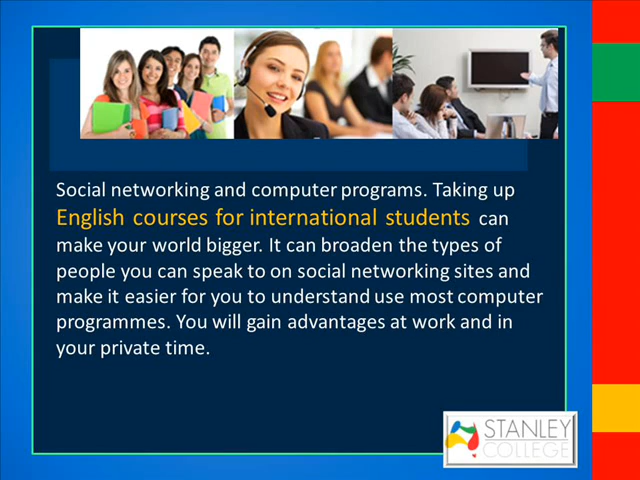 Social networking and computer programs. Taking up
English courses for international students can
make your world bigger. It can broaden the types of
people you can speak to on social networking sites and
make it easier for you to understand use most computer
programmes. You will gain advantages at work and in
your private time.
STANLEY
COLLEGE